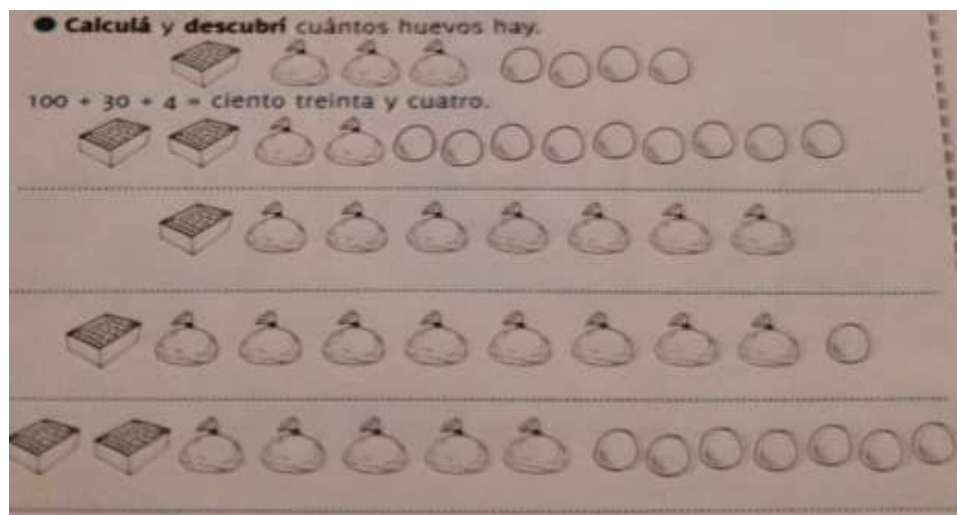 ● Calculá y descubrí cuántos huevos hay.
100 + 30 + 4 = ciento treinta y cuatro.